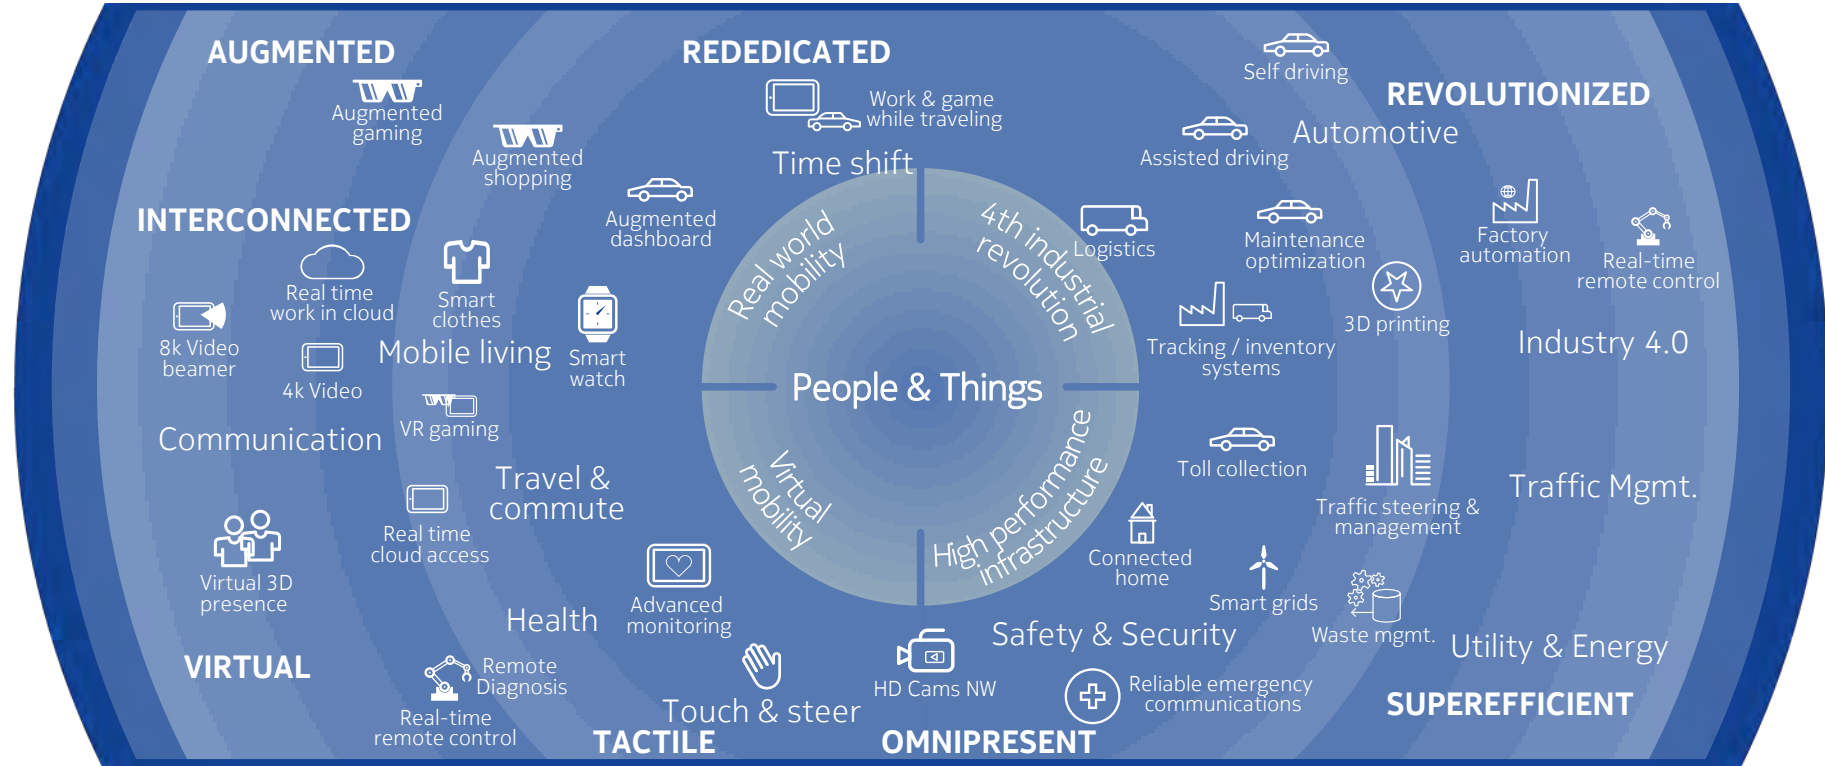 AUGMENTED
Augmented
gaming
Augmented
shopping
Augmented
dashboard
REDEDICATED
Work & game
while traveling
Time shift
Self driving
REVOLUTIONIZED
Automotive
Assisted driving
Logistics
Maintenance
optimization
Factory
automation
Real-time
remote control
3D printing
Tracking / inventory
systems
Industry 4.0
INTERCONNECTED
Real time
work in cloud
Smart
clothes
8k Video
beamer
4k Video
Mobile living
Smart
watch
Communication
VR gaming
Travel &
commute
Real time
cloud access
Virtual 3D
presence
Real world
mobility
4th industrial
revolution
People & Things
Virtual
mobility
High performance
infrastructure
Toll collection
Traffic steering &
management
Traffic Mgmt.
Connected
home
Smart grids
Waste mgmt.
Safety & Security
Utility & Energy
Health
Advanced
monitoring
VIRTUAL
Remote
Diagnosis
Real-time
remote control
Touch & steer
TACTILE
HD Cams NW
Reliable emergency
communications
OMNIPRESENT
SUPEREFFICIENT